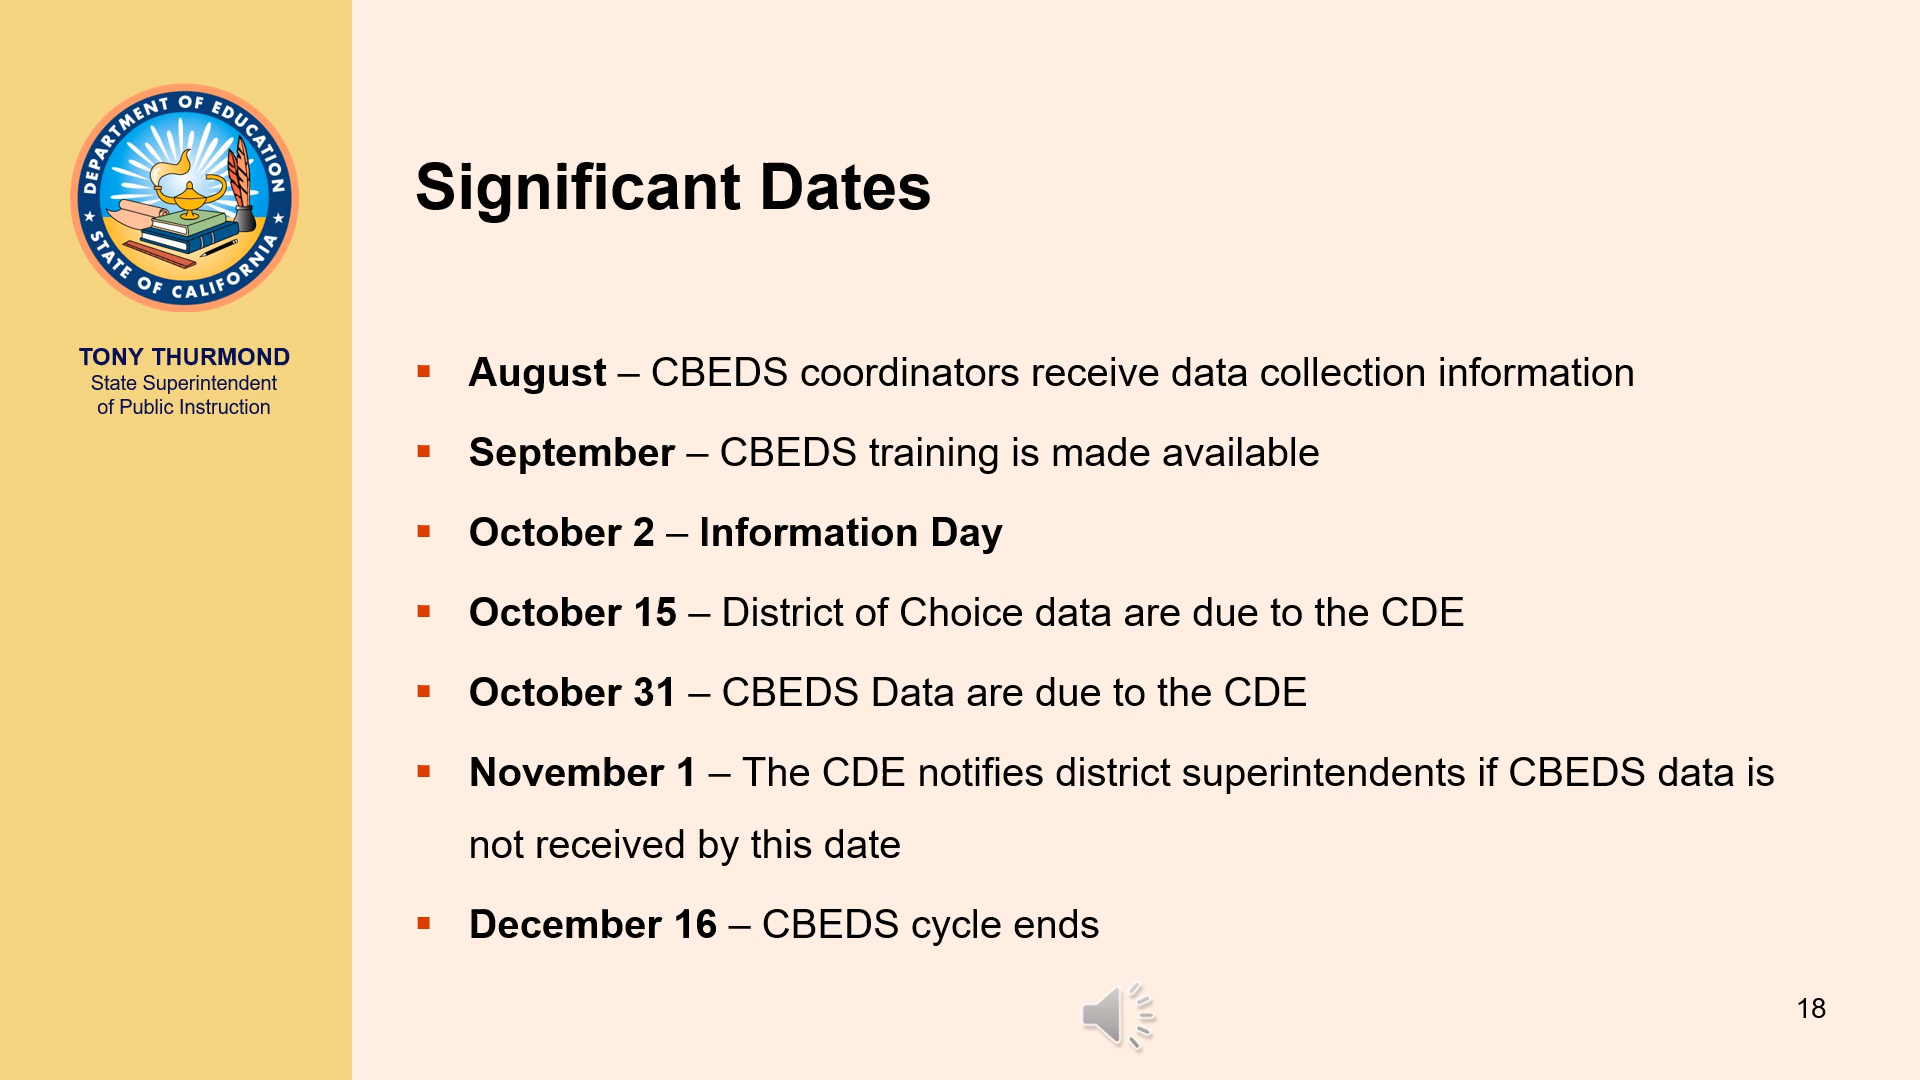 DEPARTMENT OF EDUCATION
STATE OF CALIFORNIA
TONY THURMOND
State Superintendent
of Public Instruction
Significant Dates
August – CBEDS coordinators receive data collection information
September – CBEDS training is made available
October 2 – Information Day
October 15 – District of Choice data are due to the CDE
October 31 – CBEDS Data are due to the CDE
November 1 – The CDE notifies district superintendents if CBEDS data is
not received by this date
December 16 – CBEDS cycle ends
18